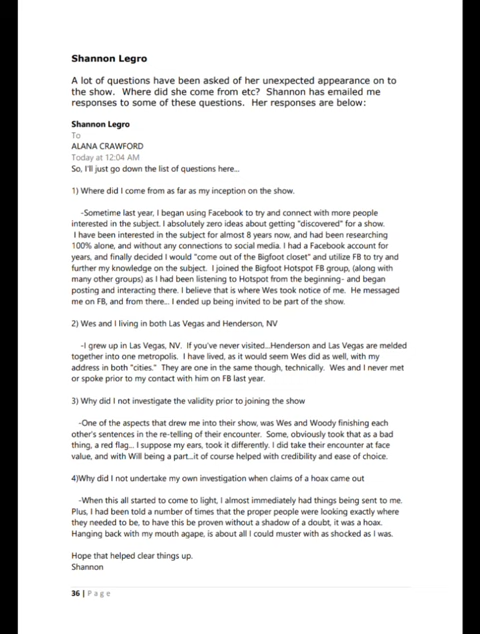 Shannon Legro
A lot of questions have been asked of her unexpected appearance on to
the show.  Where did she come from etc?  Shannon has emailed me
responses to some of these questions.  Her responses are below:
Shannon Legro
To
ALANA CRAWFORD
Today at 12:04 AM
So, I'll just go down the list of questions here...
1) Where did I come from as far as my inception on the show.
-Sometime last year, I began using Facebook to try and connect with more people
interested in the subject. I absolutely zero ideas about getting "discovered" for a show.
I have been interested in the subject for almost 8 years now, and had been researching
100% alone, and without any connections to social media. I had a Facebook account for
years, and finally decided I would "come out of the Bigfoot closet" and utilize FB to try and
further my knowledge on the subject.  I joined the Bigfoot Hotspot FB group, (along with
many other groups) as I had been listening to Hotspot from the beginning- and began
posting and interacting there. I believe that is where Wes took notice of me.  He messaged
me on FB, and from there... I ended up being invited to be part of the show.
2) Wes and I living in both Las Vegas and Henderson, NV
-I grew up in Las Vegas, NV.  If you've never visited...Henderson and Las Vegas are melded
together into one metropolis.  I have lived, as it would seem Wes did as well, with my
address in both "cities."  They are one in the same though, technically.  Wes and I never met
or spoke prior to my contact with him on FB last year.
3) Why did I not investigate the validity prior to joining the show
-One of the aspects that drew me into their show, was Wes and Woody finishing each
other's sentences in the re-telling of their encounter.  Some, obviously took that as a bad
thing, a red flag... I suppose my ears, took it differently. I did take their encounter at face
value, and with Will being a part...it of course helped with credibility and ease of choice.
4)Why did I not undertake my own investigation when claims of a hoax came out
-When this all started to come to light, I almost immediately had things being sent to me.
Plus, I had been told a number of times that the proper people were looking exactly where
they needed to be, to have this be proven without a shadow of a doubt, it was a hoax.
Hanging back with my mouth agape, is about all I could muster with as shocked as I was.
Hope that helped clear things up.
Shannon
36 | Page